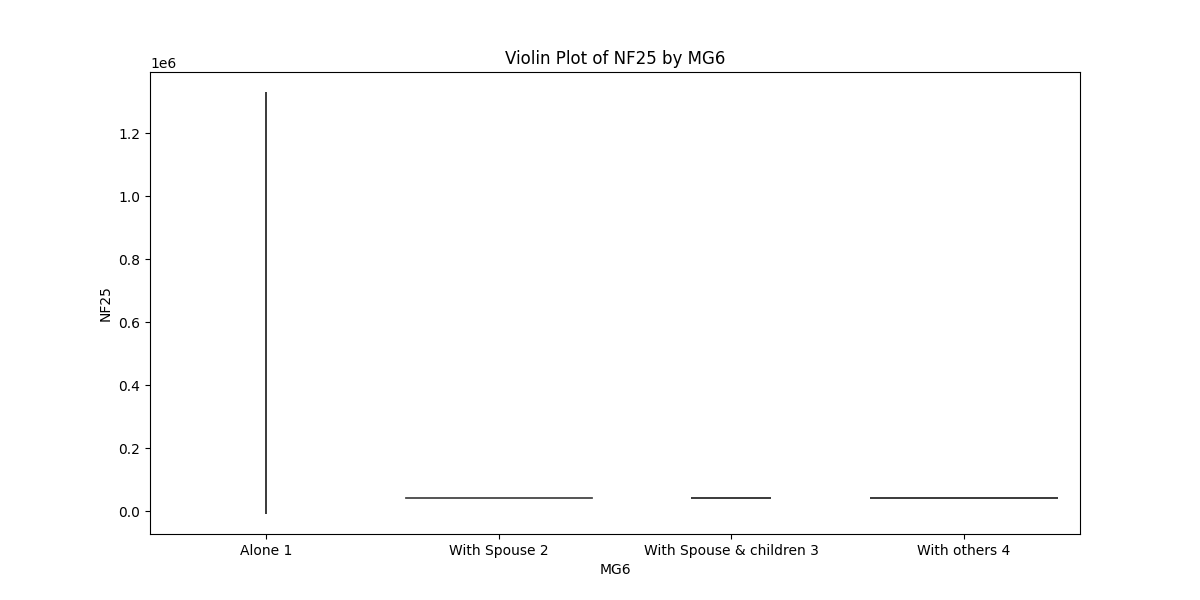 Violin Plot of NF25 by MG6
1e6
1.2
1.0
0.8
0.6
0.4
0.2
0.0
NF25
Alone 1
With Spouse 2
With Spouse & children 3
With others 4
MG6